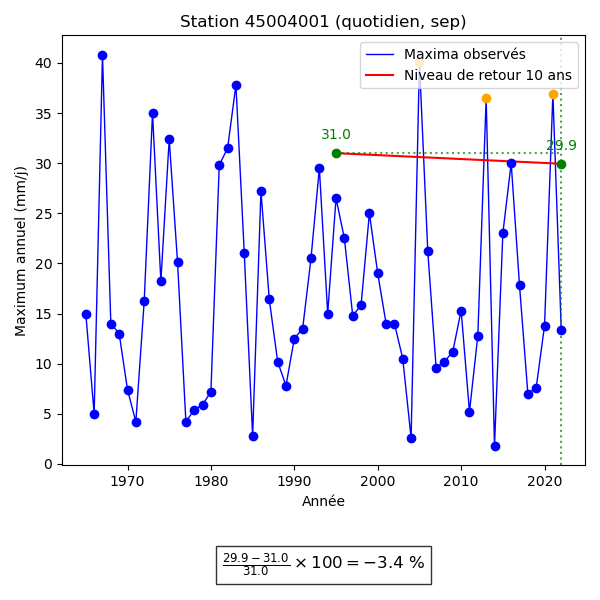 Station 45004001 (quotidien, sep)
Maxima observés
Niveau de retour 10 ans
31.0
29.9
Maximum annuel (mm/j)
40
35
30
25
20
15
10
5
0
1970 1980 1990 2000 2010 2020
Année
\frac{29.9 − 31.0}{31.0} × 100 = −3.4 %